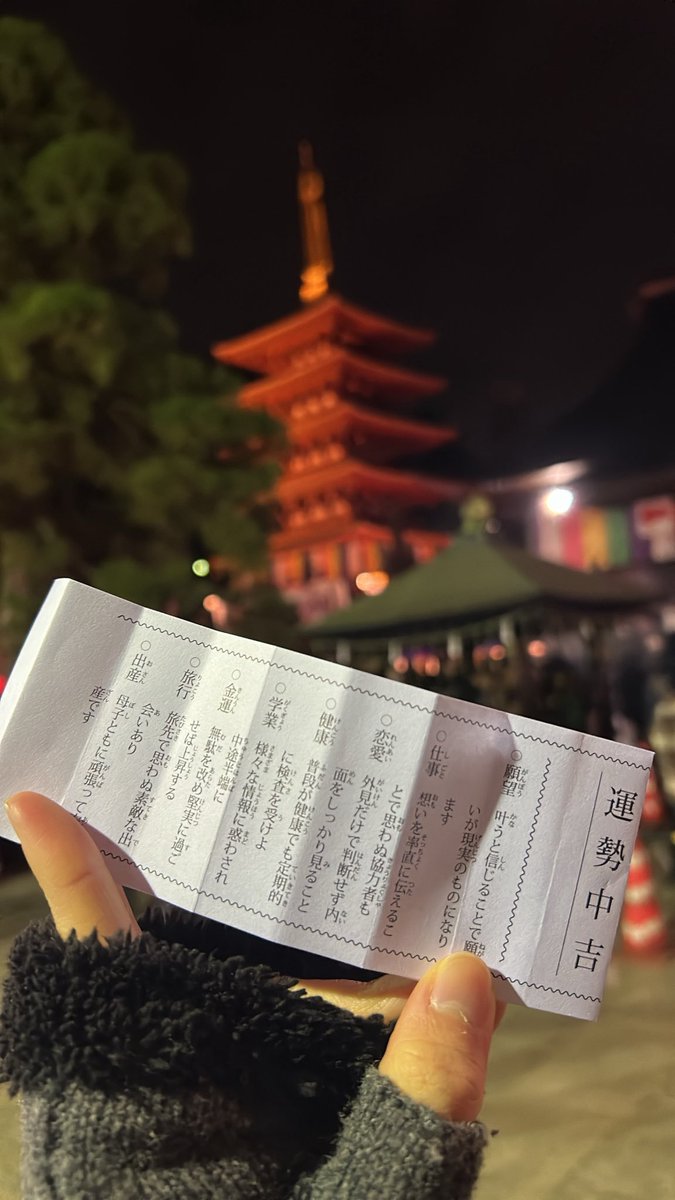 運勢中吉
○願望 叶うと信じることで願
いが現実のものになり
ます
○仕事 想いを率直に伝えるこ
とで思わぬ協力者も
○恋愛 外見だけで判断せず内
面をしっかり見ること
○健康 普段が健康でも定期的
に検査を受けよ
○学業 様々な情報に惑わされ
中途半端に
○金運 無駄を改め堅実に過ご
せば上昇する
○旅行 旅先で思わぬ素敵な出
会いあり
○出産 母子ともに頑張って
産です